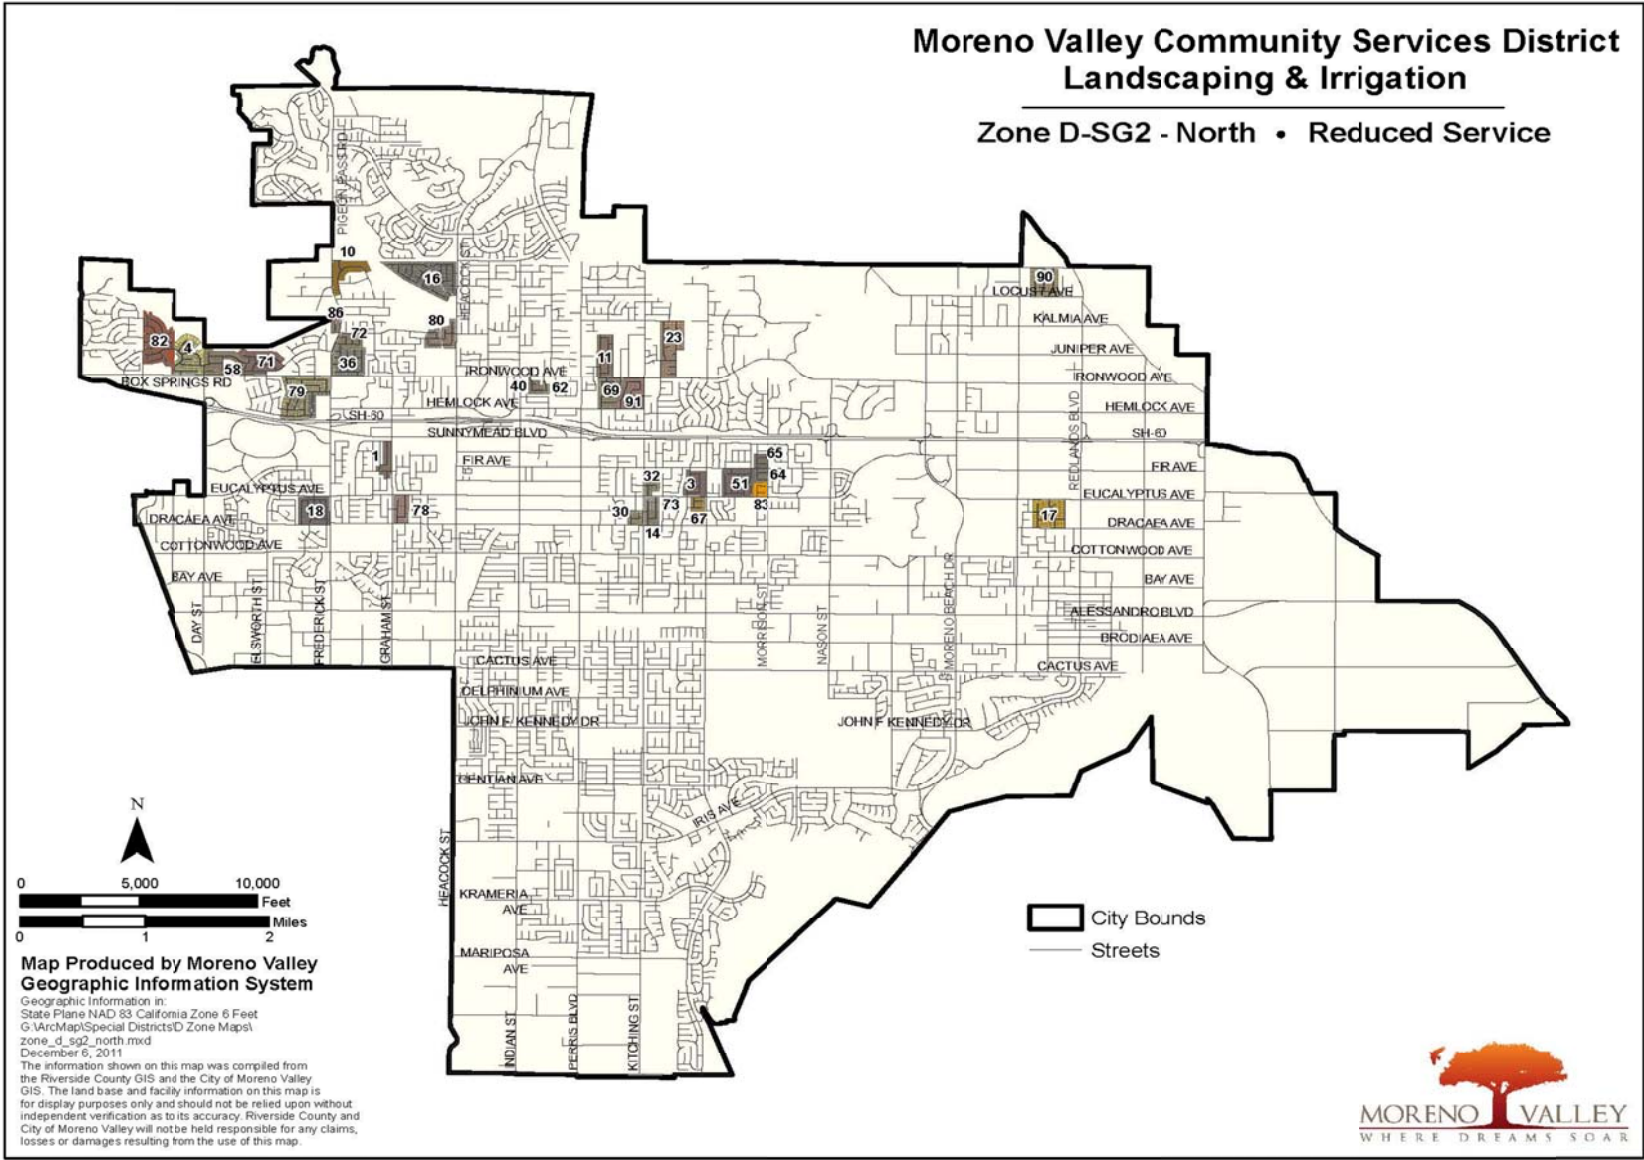 Moreno Valley Community Services District
Landscaping & Irrigation
Zone D-SG2 - North • Reduced Service
PIGEON PASS RD
10
16
HEACOCK ST
90
LOCUST AVE
86
80
KALMIA AVE
82
4
72
23
11
JUNIPER AVE
58
71
36
IRONWOOD AVE
IRONWOOD AVE
BOX SPRINGS RD
40
62
79
69
91
HEMLOCK AVE
HEMLOCK AVE
REDLANDS BLVD
SH-60
SUNNYMEAD BLVD
SH-60
1
FIR AVE
65
FIR AVE
32
3
51
64
EUCALYPTUS AVE
EUCALYPTUS AVE
18
78
30
73
67
83
17
DRACAEA AVE
DRACAEA AVE
14
COTTONWOOD AVE
COTTONWOOD AVE
BAY AVE
BAY AVE
DAY ST
ELSWORTH ST
FREDERICK ST
GRAHAM ST
MORRISON ST
NASON ST
MORENO BEACH DR
ALESSANDRO BLVD
BRODIAEA AVE
CACTUS AVE
CACTUS AVE
DELPHINIUM AVE
JOHN F KENNEDY DR
JOHN F KENNEDY DR
GENTIAN AVE
IRIS AVE
HEACOCK ST
KRAMERIA
AVE
MARIPOSA
AVE
INDIAN ST
PERRIS BLVD
KITCHING ST
N
0 5,000 10,000
Feet
Miles
0 1 2
City Bounds
Streets
Map Produced by Moreno Valley
Geographic Information System
Geographic Information in:
State Plane NAD 83 California Zone 6 Feet
G:\ArcMap\Special Districts\D Zone Maps\
zone_d_sg2_north.mxd
December 6, 2011
The information shown on this map was compiled from
the Riverside County GIS and the City of Moreno Valley
GIS. The land base and facility information on this map is
for display purposes only and should not be relied upon without
independent verification as to its accuracy. Riverside County and
City of Moreno Valley will not be held responsible for any claims,
losses or damages resulting from the use of this map.
MORENO VALLEY
WHERE DREAMS SOAR